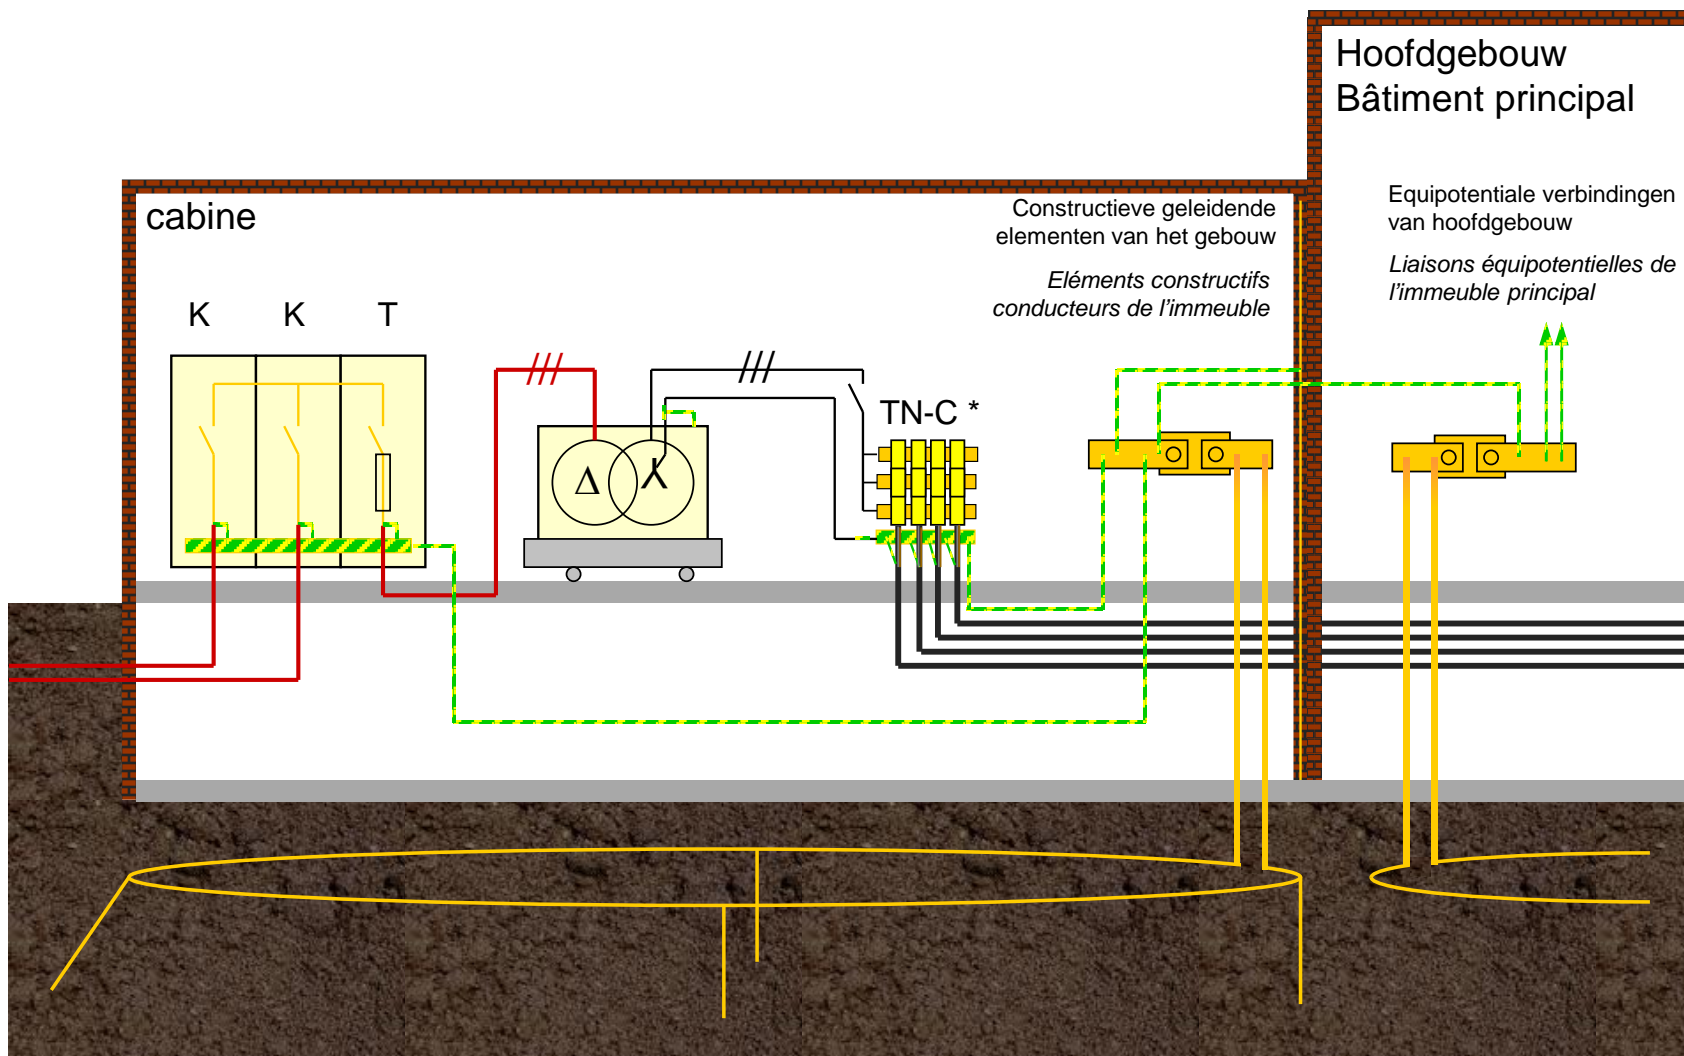 Hoofdgebouw
Bâtiment principal
cabine
Constructieve geleidende
elementen van het gebouw
Eléments constructifs
conducteurs de l'immeuble
Equipotentiale verbindingen
van hoofdgebouw
Liaisons équipotentielles de
l'immeuble principal
K K T
TN-C *
Δ